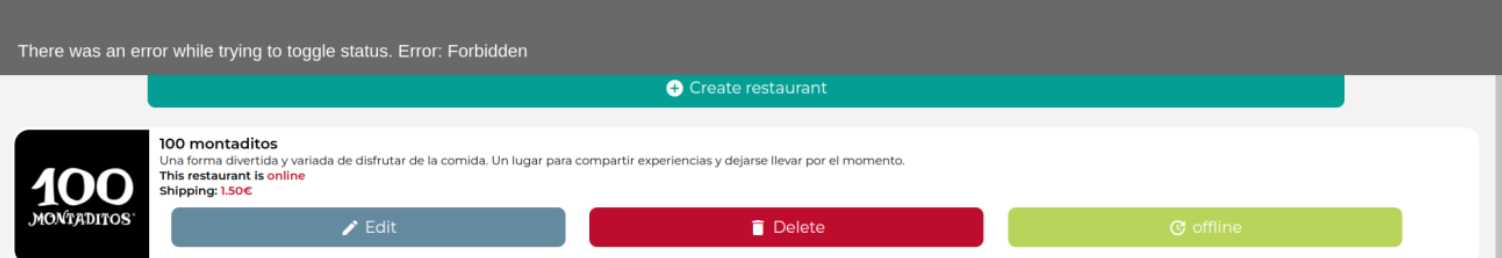 There was an error while trying to toggle status. Error: Forbidden
Create restaurant
100 montaditos
Una forma divertida y variada de disfrutar de la comida. Un lugar para compartir experiencias y dejarse llevar por el momento.
This restaurant is online
Shipping: 1.50€
100
MONTADITOS
Edit
Delete
offline